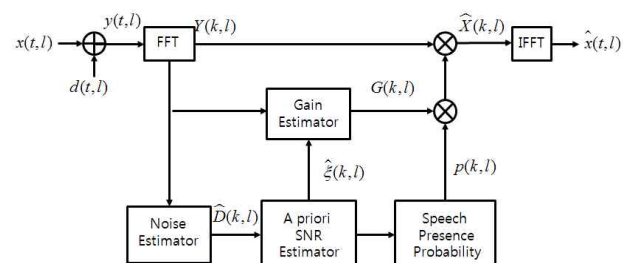 y(t,l)
Y(k,l)
X̂(k,l)
x(t,l)
FFT
IFFT
x̂(t,l)
d(t,l)
Gain
Estimator
G(k,l)
ξ̂(k,l)
p(k,l)
Noise
Estimator
D̂(k,l)
A priori
SNR
Estimator
Speech
Presence
Probability